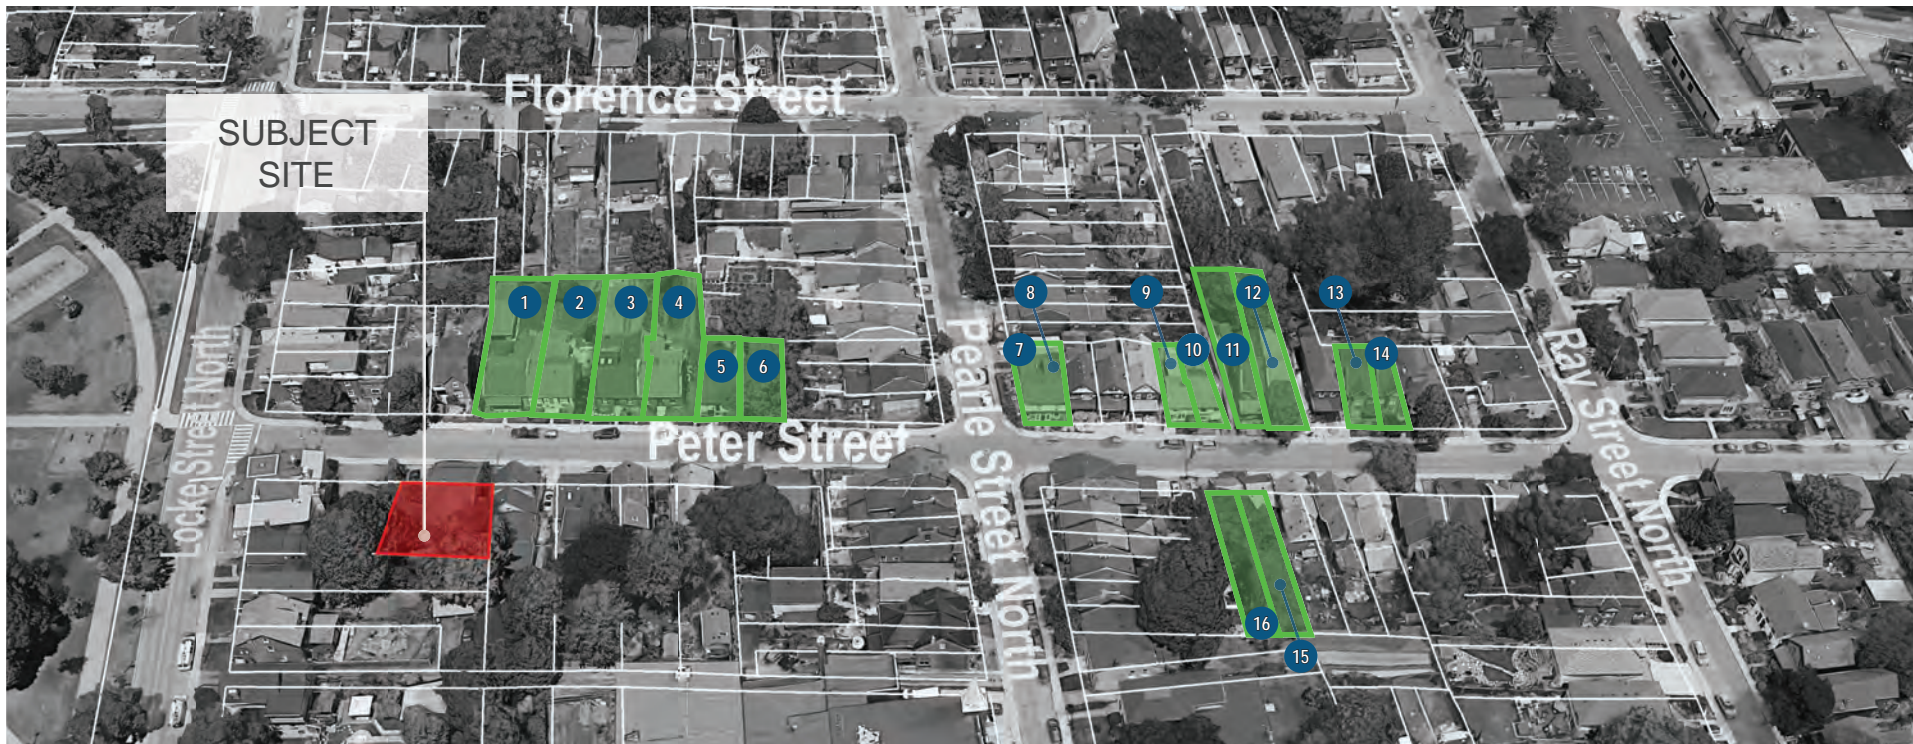 Florence Street
SUBJECT
SITE
1
2
3
4
5
6
7
8
9
10
11
12
13
14
Peter Street
Locke Street North
Pearle Street North
Ray Street North
16
15